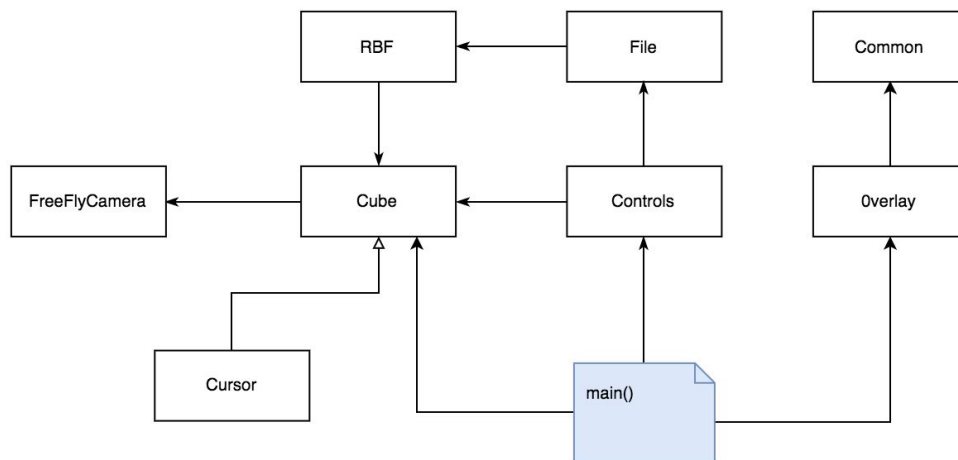 RBF
File
Common
FreeFlyCamera
Cube
Controls
0verlay
Cursor
main()